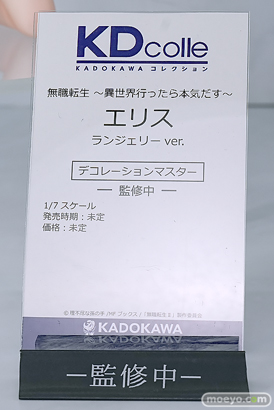 KDcolle
KADOKAWA コレクション
無職転生 ～異世界行ったら本気だす～
エリス
ランジェリー ver.
デコレーションマスター
― 監修中 ―
1/7 スケール
発売時期：未定
価格：未定
KADOKAWA
―監修中―
moeyo.com